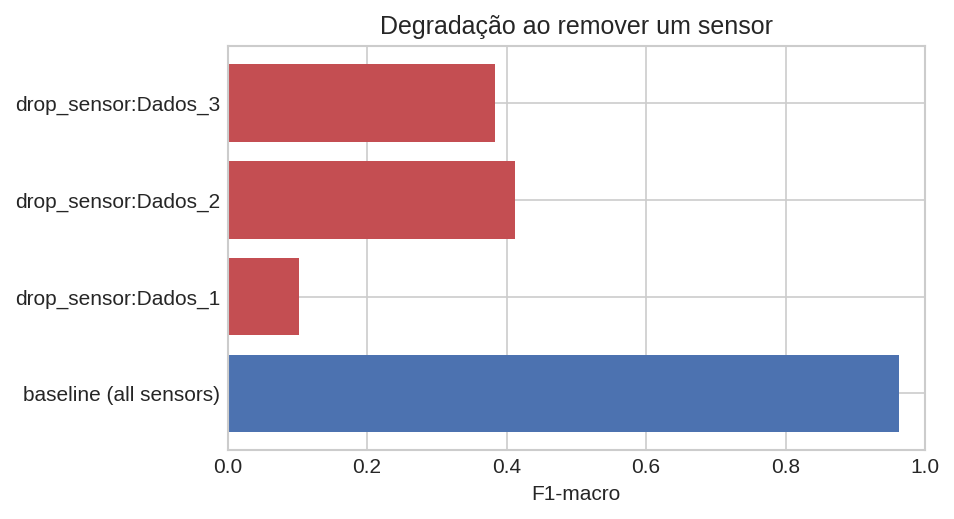 Degradação ao remover um sensor
drop_sensor:Dados_3
drop_sensor:Dados_2
drop_sensor:Dados_1
baseline (all sensors)
0.0 0.2 0.4 0.6 0.8 1.0
F1-macro